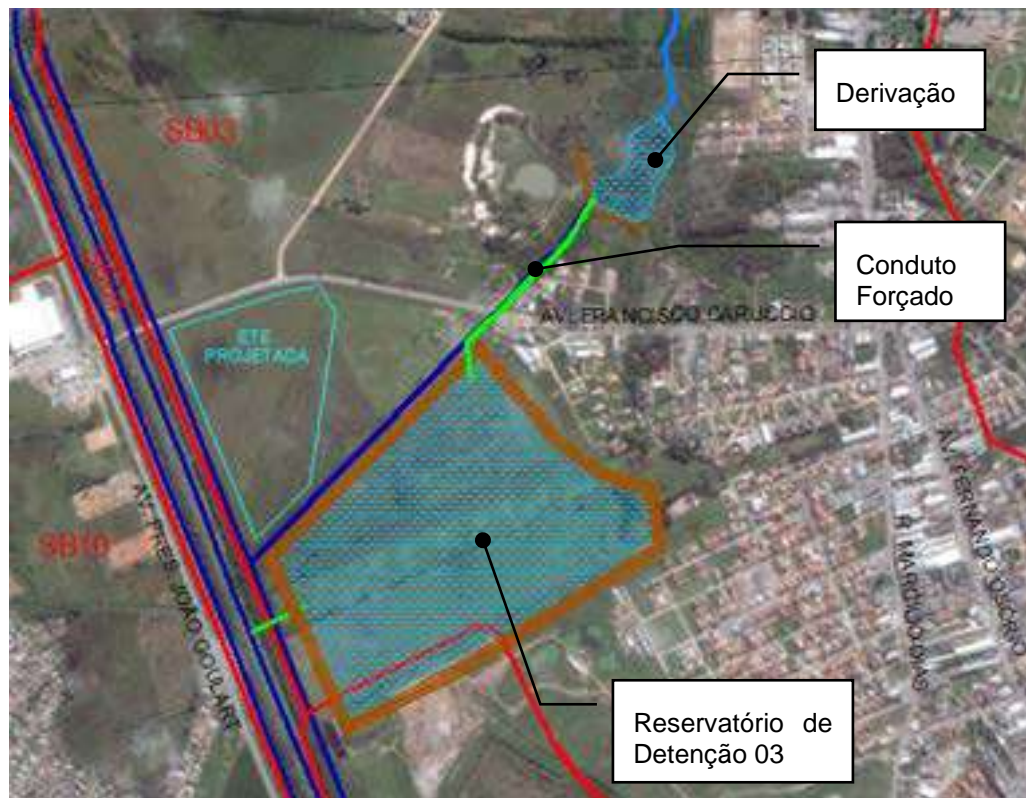 Derivação
SB03
Conduto
Forçado
AV. FRANCISCO CARUCCIO
ETE
PROJETADA
AV. PRES. JOÃO GOULART
SB10
R. MARCÍLIO DIAS
AV. FERNANDO OSÓRIO
Reservatório de
Detenção 03